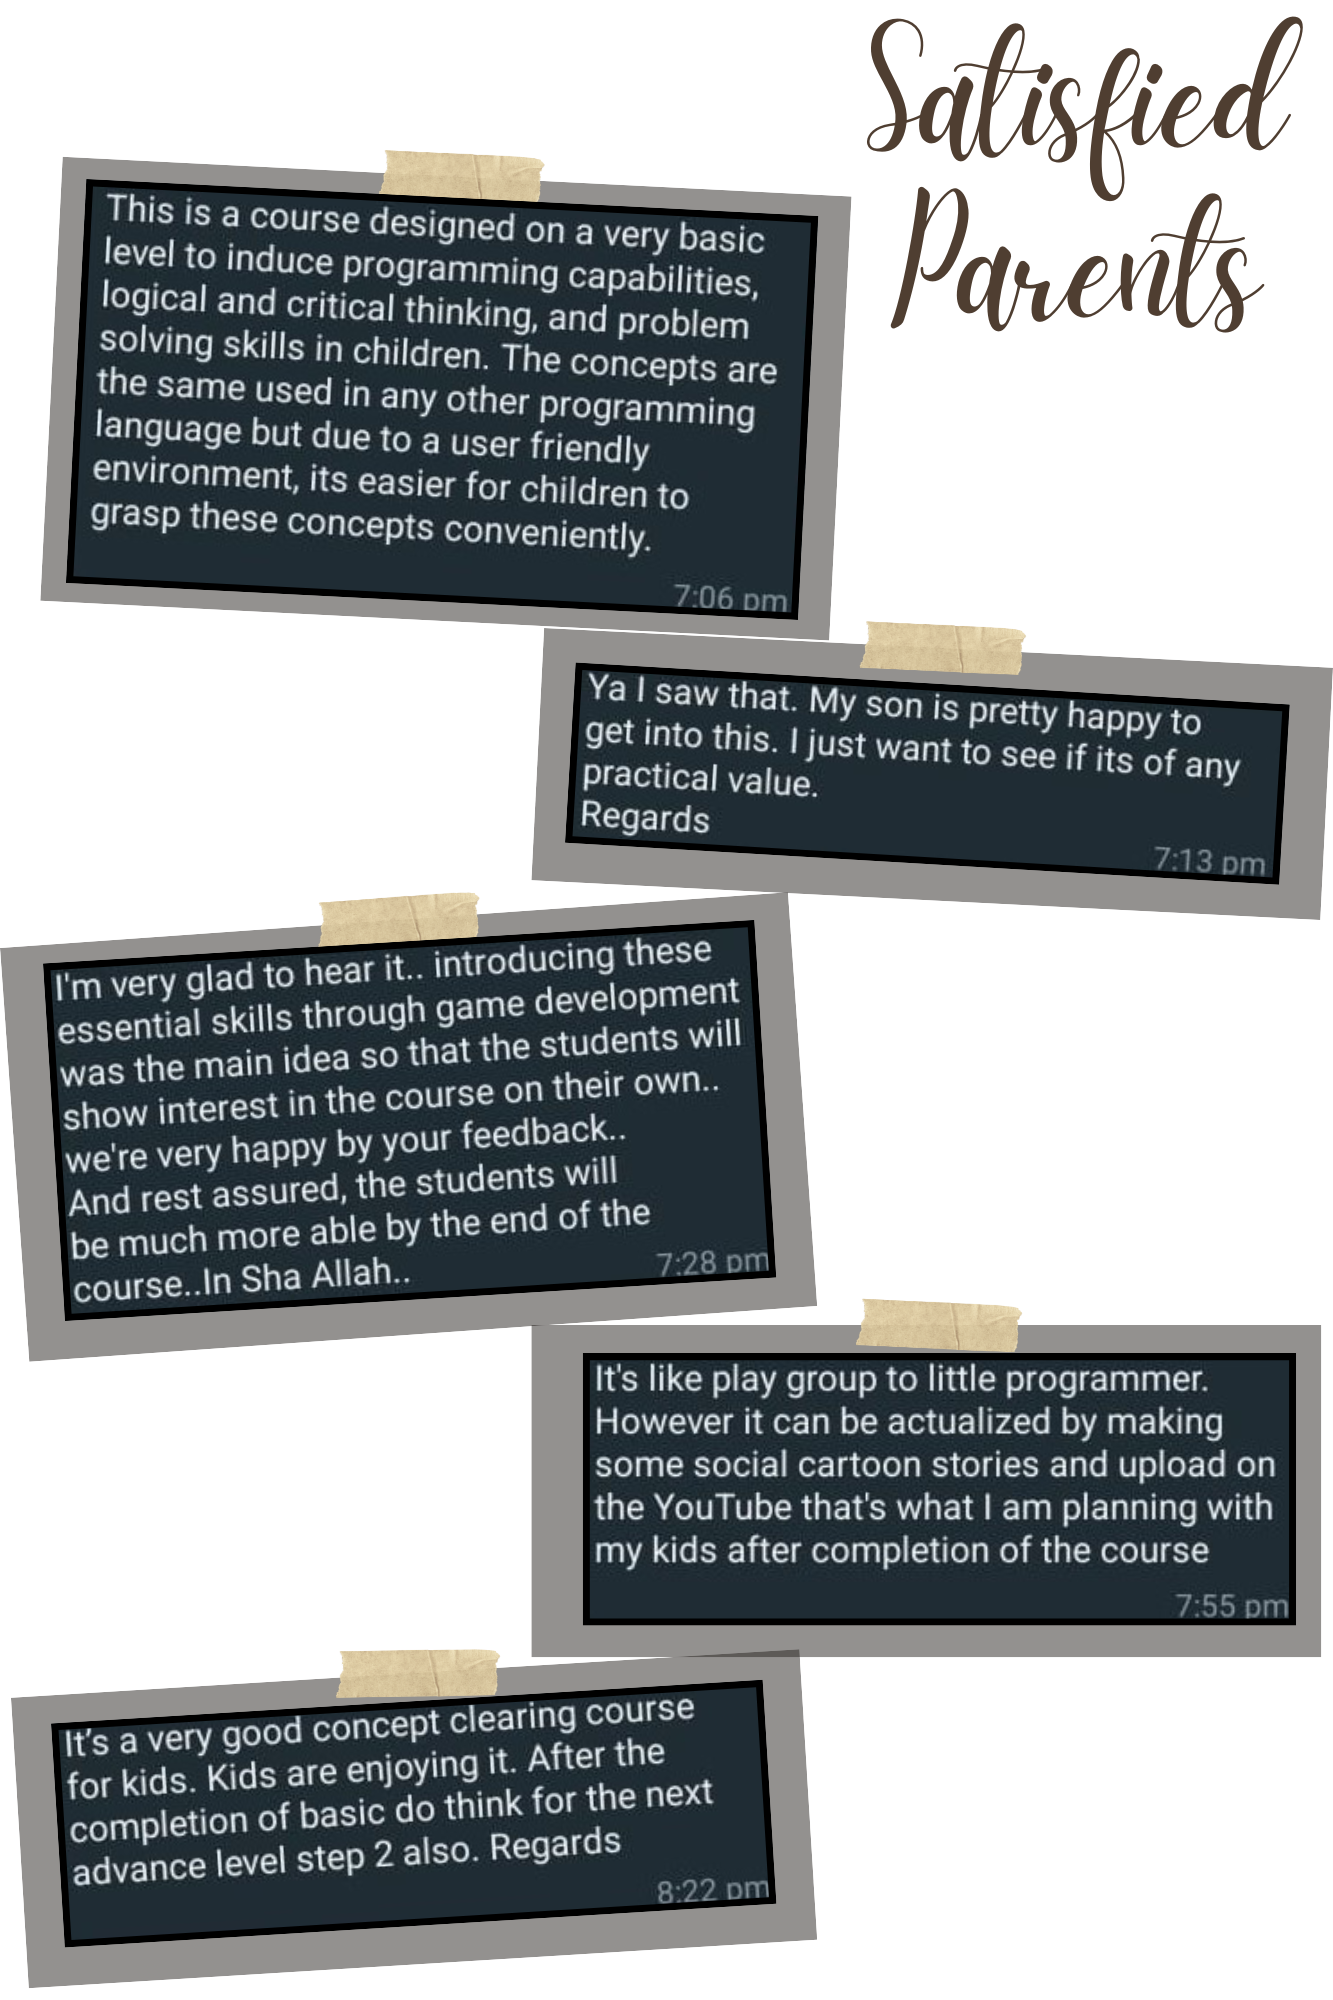 Satisfied
Parents
This is a course designed on a very basic
level to induce programming capabilities,
logical and critical thinking, and problem
solving skills in children. The concepts are
the same used in any other programming
language but due to a user friendly
environment, its easier for children to
grasp these concepts conveniently.
7:06 pm
Ya I saw that. My son is pretty happy to
get into this. I just want to see if its of any
practical value.
Regards
7:13 pm
I'm very glad to hear it.. introducing these
essential skills through game development
was the main idea so that the students will
show interest in the course on their own..
we're very happy by your feedback..
And rest assured, the students will
be much more able by the end of the
course..In Sha Allah..
7:28 pm
It's like play group to little programmer.
However it can be actualized by making
some social cartoon stories and upload on
the YouTube that's what I am planning with
my kids after completion of the course
7:55 pm
It's a very good concept clearing course
for kids. Kids are enjoying it. After the
completion of basic do think for the next
advance level step 2 also. Regards
8:22 pm